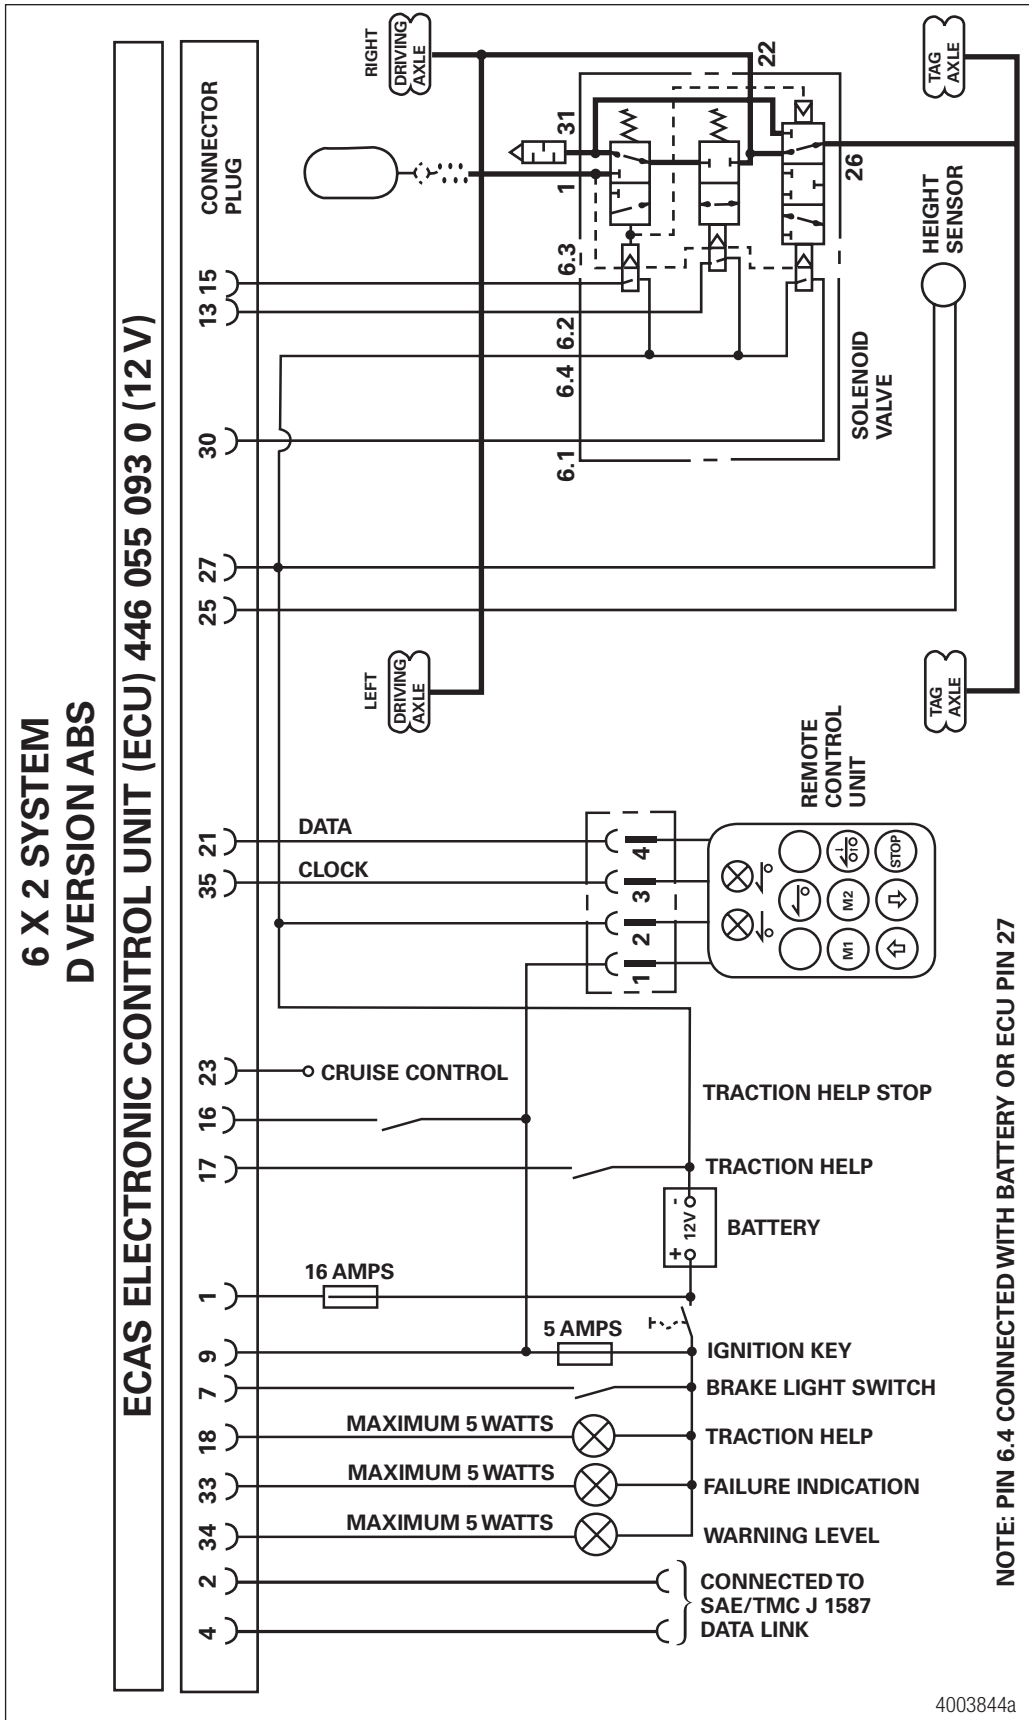 6 X 2 SYSTEM
D VERSION ABS
ECAS ELECTRONIC CONTROL UNIT (ECU) 446 055 093 0 (12 V)
CONNECTOR
PLUG
15
13
30
27
25
21
35
23
16
17
1
9
7
18
33
34
2
4
RIGHT
DRIVING
AXLE
LEFT
DRIVING
AXLE
TAG
AXLE
TAG
AXLE
22
31
1
26
6.3
6.2
6.4
6.1
SOLENOID
VALVE
HEIGHT
SENSOR
DATA
CLOCK
4
3
2
1
REMOTE
CONTROL
UNIT
STOP
M2
M1
CRUISE CONTROL
TRACTION HELP STOP
TRACTION HELP
- 12V +
BATTERY
16 AMPS
5 AMPS
IGNITION KEY
BRAKE LIGHT SWITCH
MAXIMUM 5 WATTS
TRACTION HELP
MAXIMUM 5 WATTS
FAILURE INDICATION
MAXIMUM 5 WATTS
WARNING LEVEL
CONNECTED TO
SAE/TMC J 1587
DATA LINK
NOTE: PIN 6.4 CONNECTED WITH BATTERY OR ECU PIN 27
4003844a